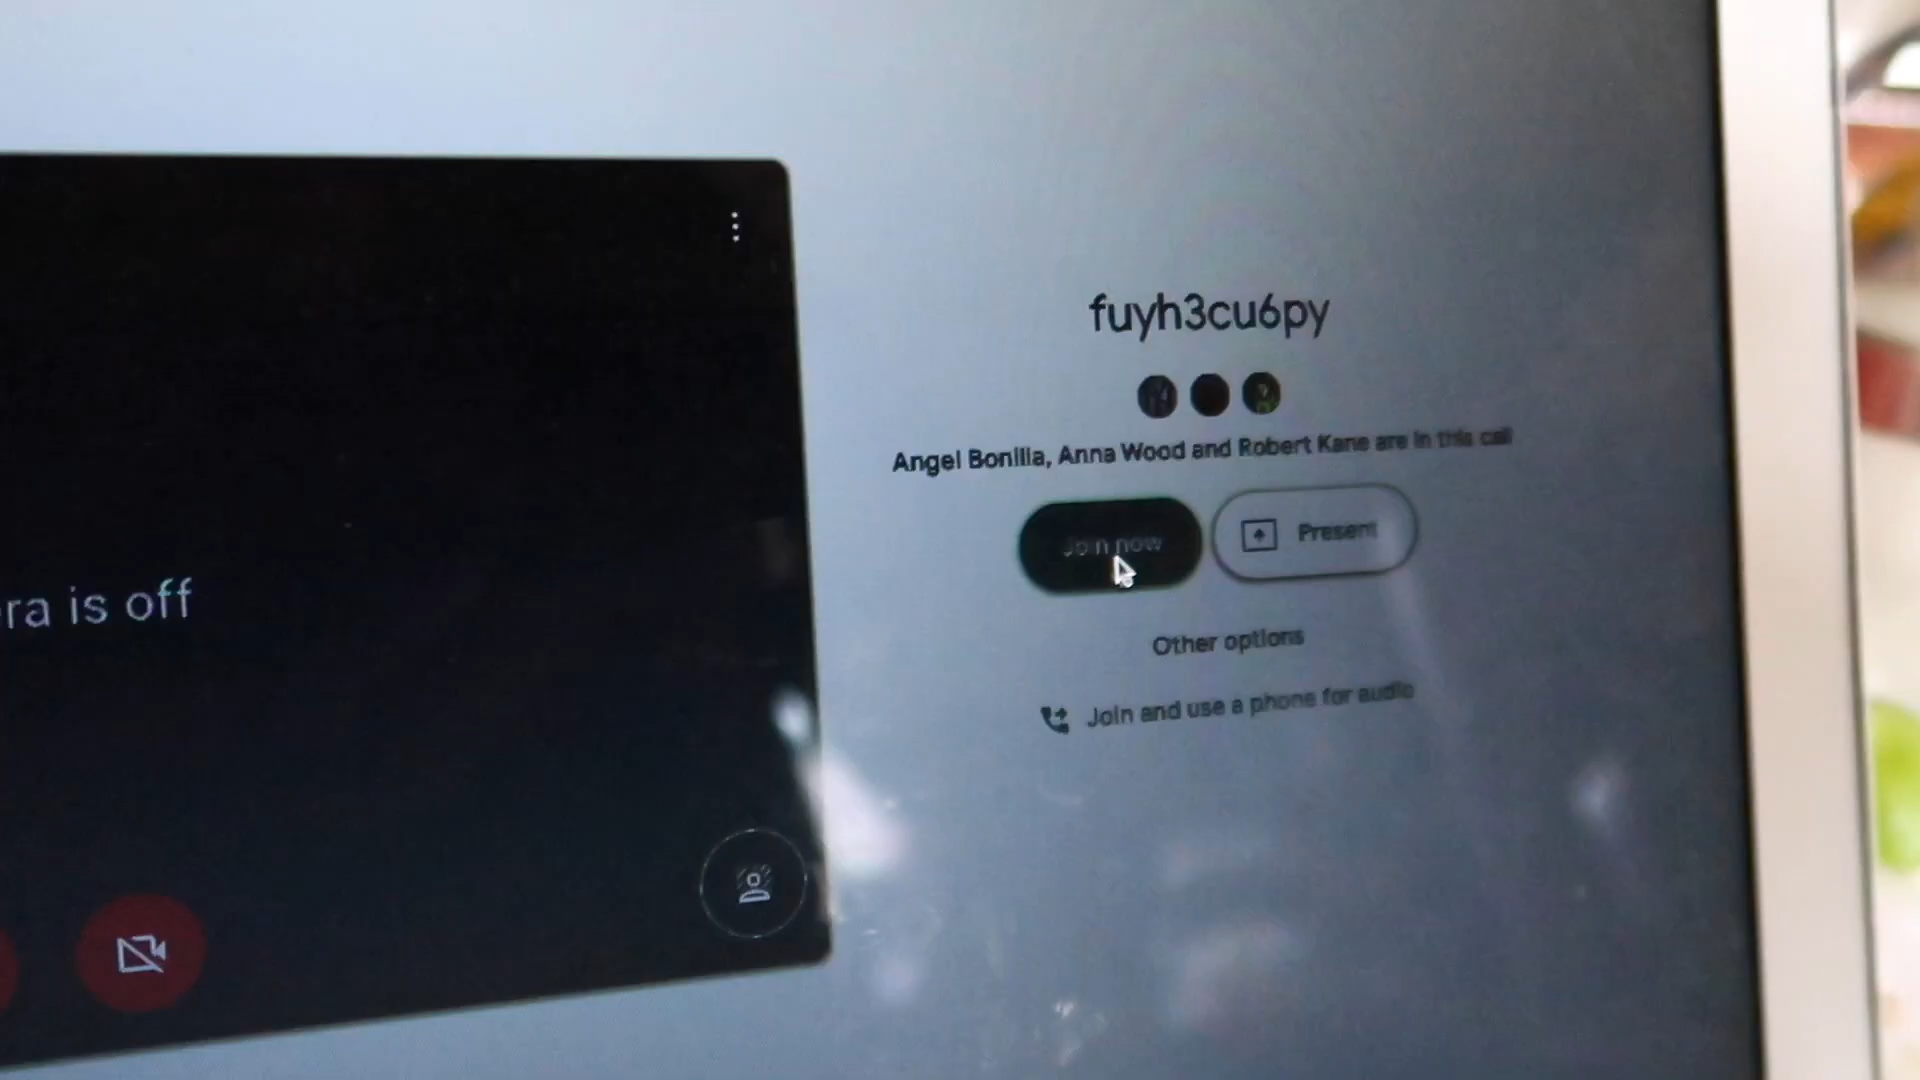 fuyh3cu6py
Angel Bonilla, Anna Wood and Robert Kane are in this call
Join now
Present
ra is off
Other options
Join and use a phone for audio